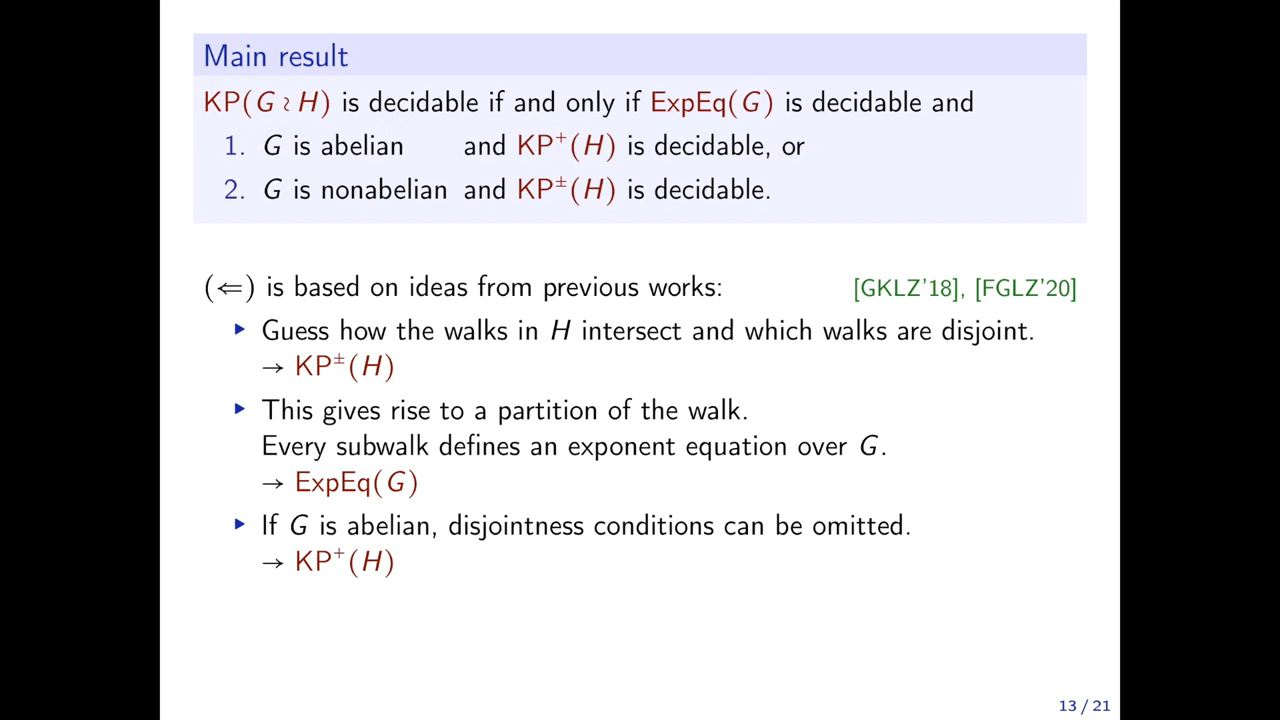 Main result
KP(G ≀ H) is decidable if and only if ExpEq(G) is decidable and
1. G is abelian and KP⁺(H) is decidable, or
2. G is nonabelian and KP±(H) is decidable.
(⇐) is based on ideas from previous works: [GKLZ'18], [FGLZ'20]
▶ Guess how the walks in H intersect and which walks are disjoint.
→ KP±(H)
▶ This gives rise to a partition of the walk.
Every subwalk defines an exponent equation over G.
→ ExpEq(G)
▶ If G is abelian, disjointness conditions can be omitted.
→ KP⁺(H)
13 / 21